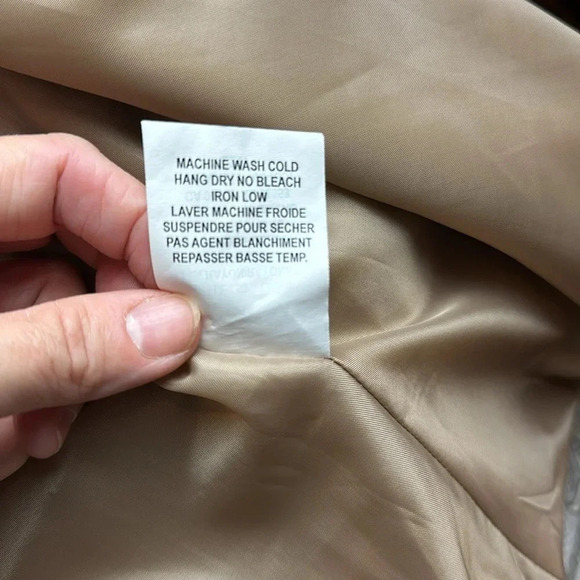 MACHINE WASH COLD
HANG DRY NO BLEACH
IRON LOW
LAVER MACHINE FROIDE
SUSPENDRE POUR SECHER
PAS AGENT BLANCHIMENT
REPASSER BASSE TEMP.